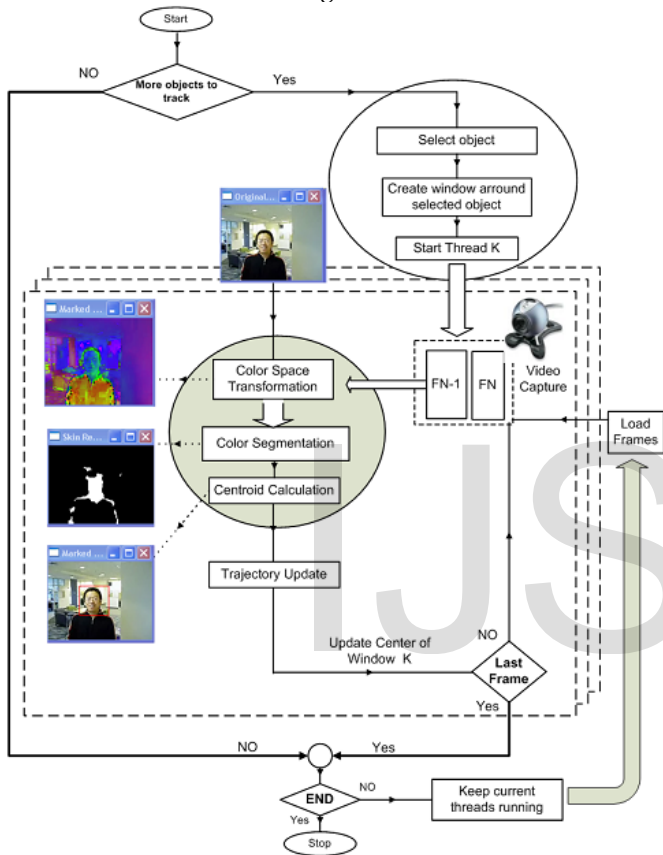 Start
NO
More objects to
track
Yes
Select object
Create window arround
selected object
Start Thread K
Original...
Marked ...
Color Space
Transformation
FN-1
FN
Video
Capture
Load
Frames
Skin Re...
Color Segmentation
Centroid Calculation
Marked ...
Trajectory Update
IJS
Update Center of
Window K
NO
Last
Frame
Yes
NO
Yes
END
NO
Keep current
threads running
Yes
Stop